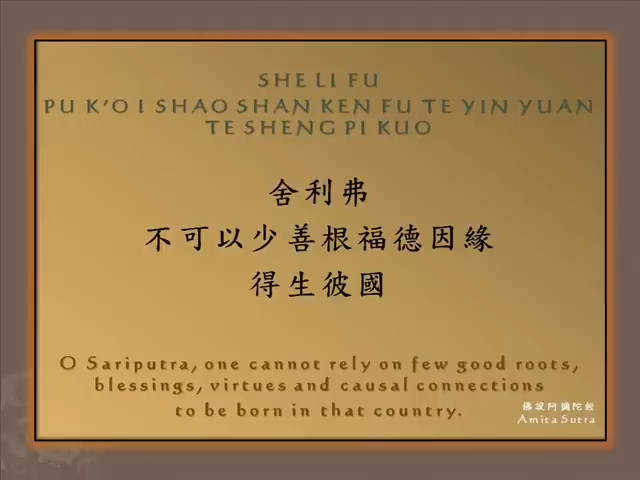 SHE LI FU
PU K'O I SHAO SHAN KEN FU TE YIN YUAN
TE SHENG PI KUO
舍利弗
不可以少善根福德因緣
得生彼國
O Sariputra, one cannot rely on few good roots,
blessings, virtues and causal connections
to be born in that country.
佛說阿彌陀經
Amita Sutra